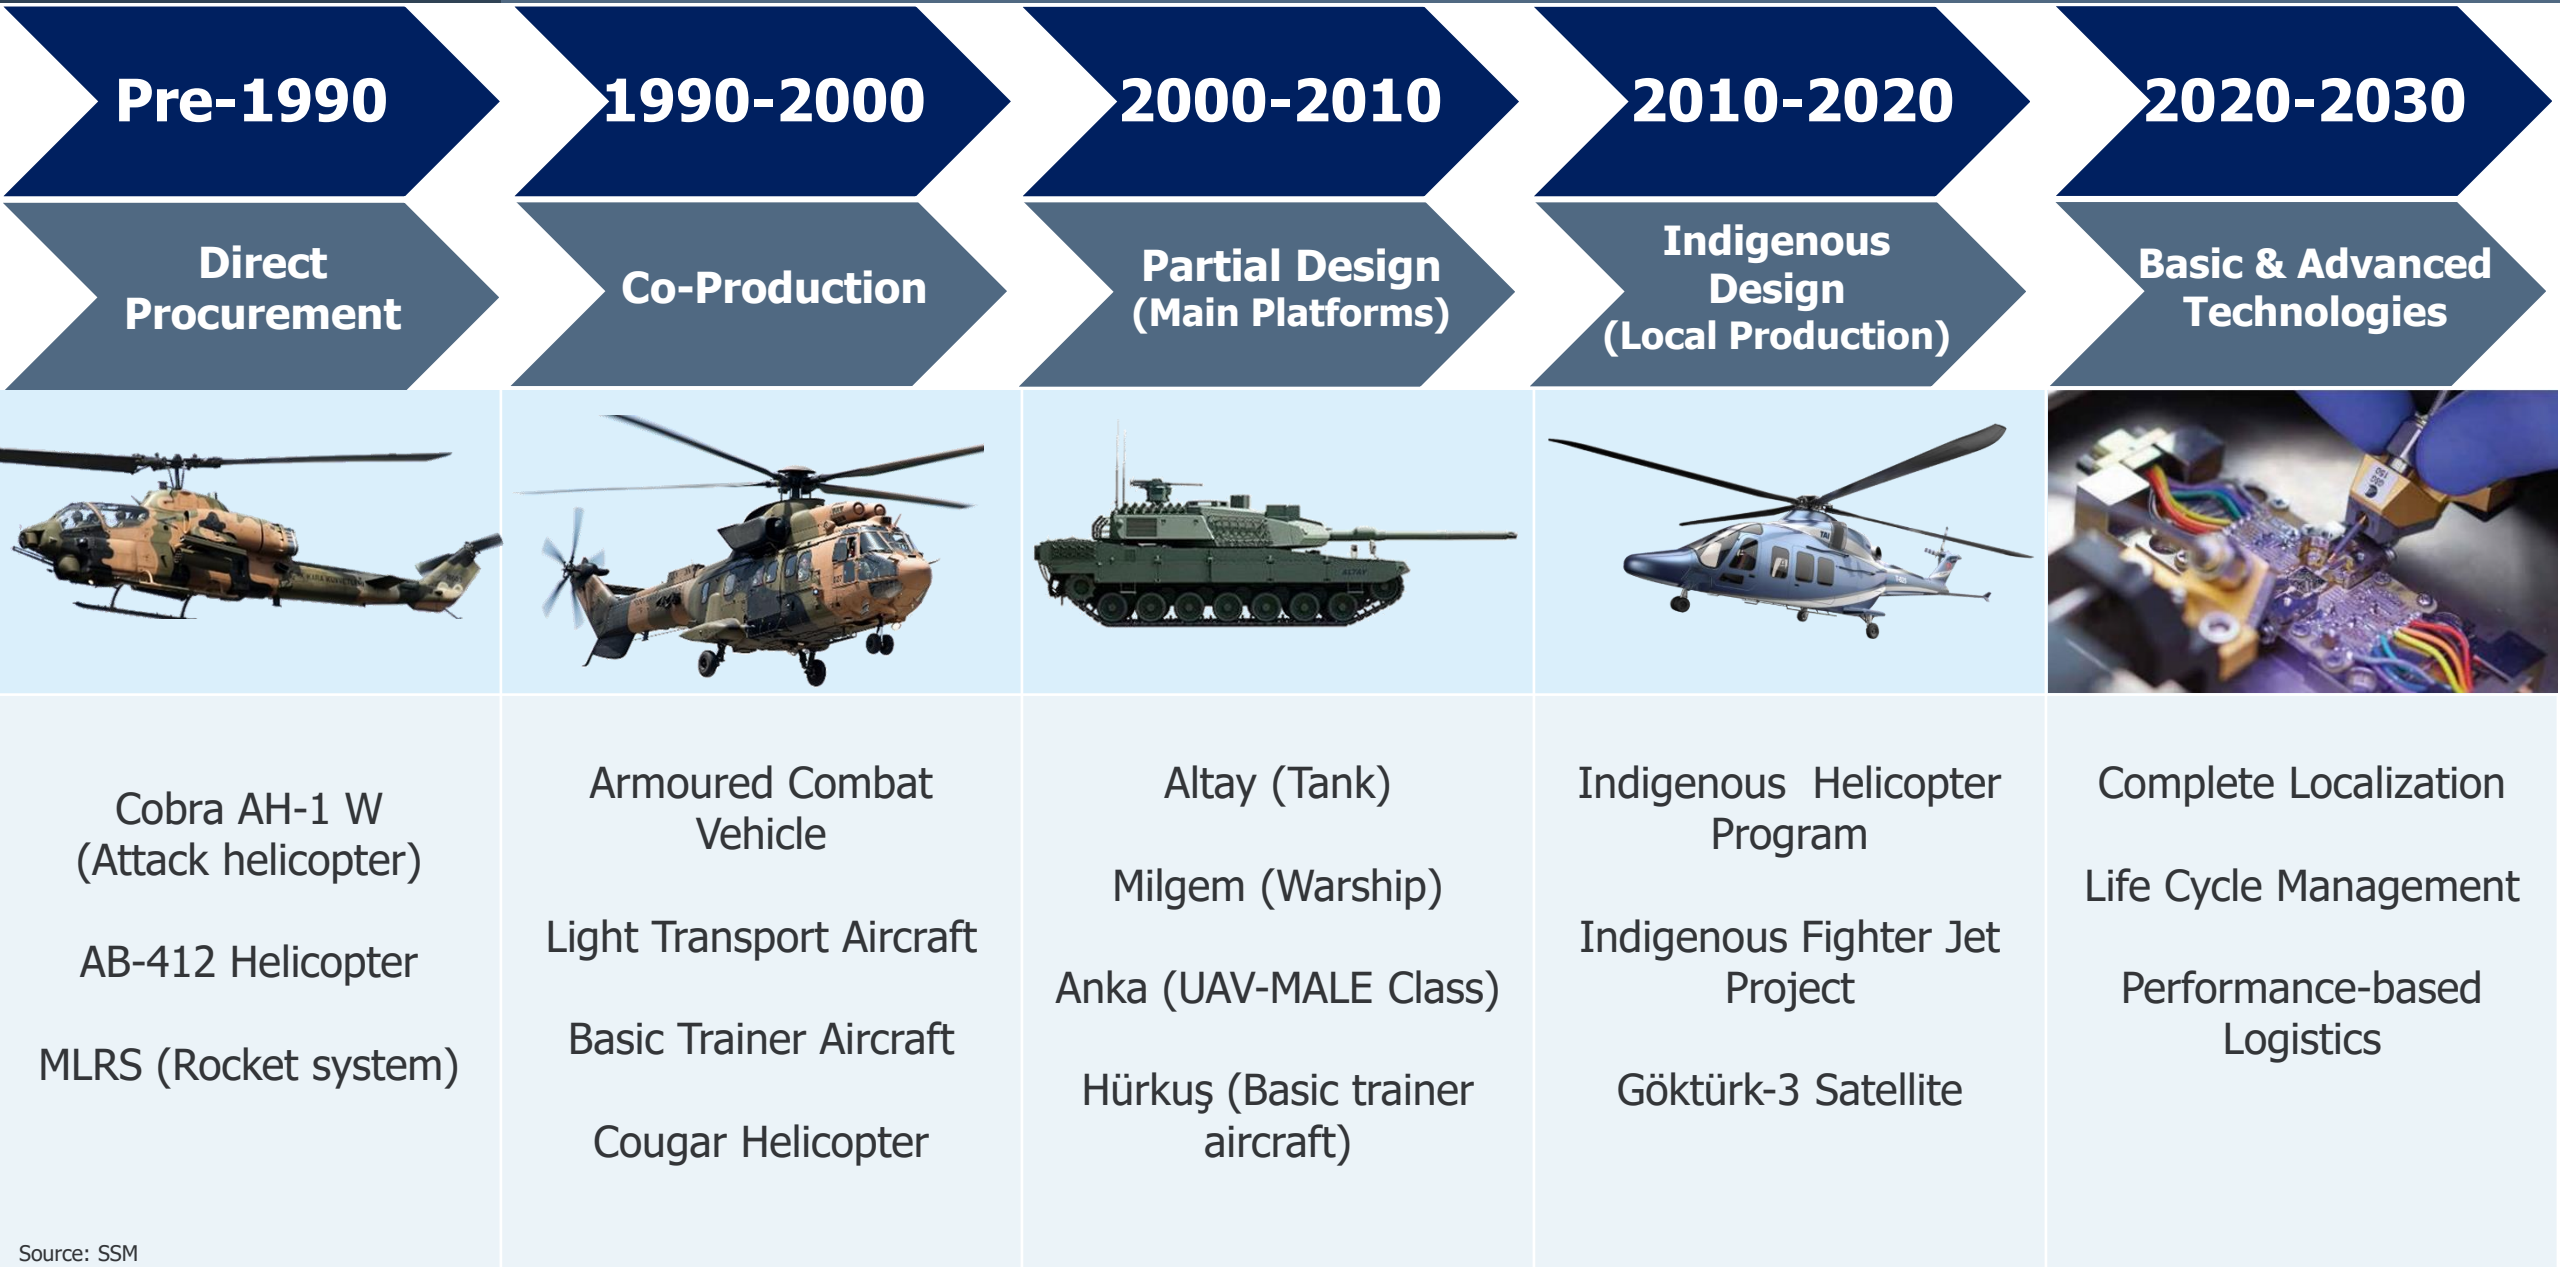 Pre-1990
1990-2000
2000-2010
2010-2020
2020-2030
Direct
Procurement
Co-Production
Partial Design
(Main Platforms)
Indigenous
Design
(Local Production)
Basic & Advanced
Technologies
ALTAY
TAI
Cobra AH-1 W
(Attack helicopter)
AB-412 Helicopter
MLRS (Rocket system)
Armoured Combat
Vehicle
Light Transport Aircraft
Basic Trainer Aircraft
Cougar Helicopter
Altay (Tank)
Milgem (Warship)
Anka (UAV-MALE Class)
Hürkuş (Basic trainer
aircraft)
Indigenous  Helicopter
Program
Indigenous Fighter Jet
Project
Göktürk-3 Satellite
Complete Localization
Life Cycle Management
Performance-based
Logistics
Source: SSM